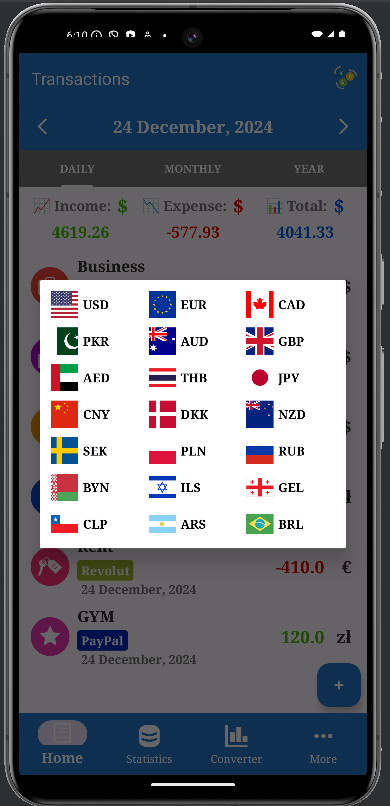 6:10
Transactions
24 December, 2024
DAILY MONTHLY YEAR
Income: $ Expense: $ Total: $
4619.26 -577.93 4041.33
Business
$
USD EUR CAD
PKR AUD GBP
AED THB JPY
CNY DKK NZD
SEK PLN RUB
BYN ILS GEL
CLP ARS BRL
Rent
Revolut -410.0 €
24 December, 2024
GYM
PayPal 120.0 zł
24 December, 2024
+
Home Statistics Converter More